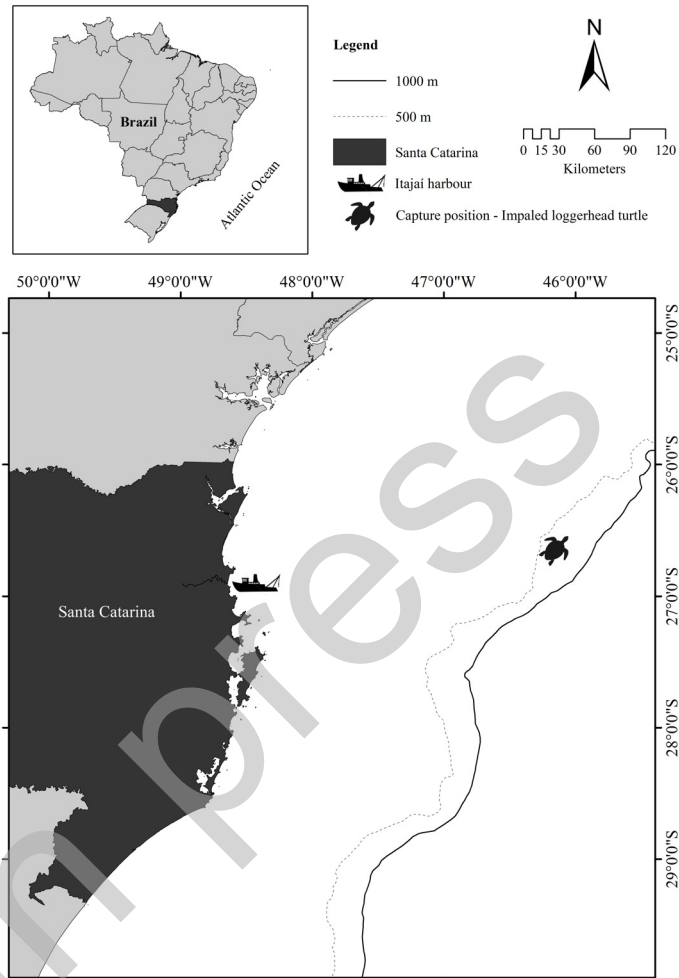 Brazil
Atlantic Ocean
Legend
1000 m
500 m
Santa Catarina
Itajaí harbour
Capture position - Impaled loggerhead turtle
N
0 15 30 60 90 120
Kilometers
50°0'0"W 49°0'0"W 48°0'0"W 47°0'0"W 46°0'0"W
25°0'0"S
26°0'0"S
27°0'0"S
28°0'0"S
29°0'0"S
Santa Catarina
In press